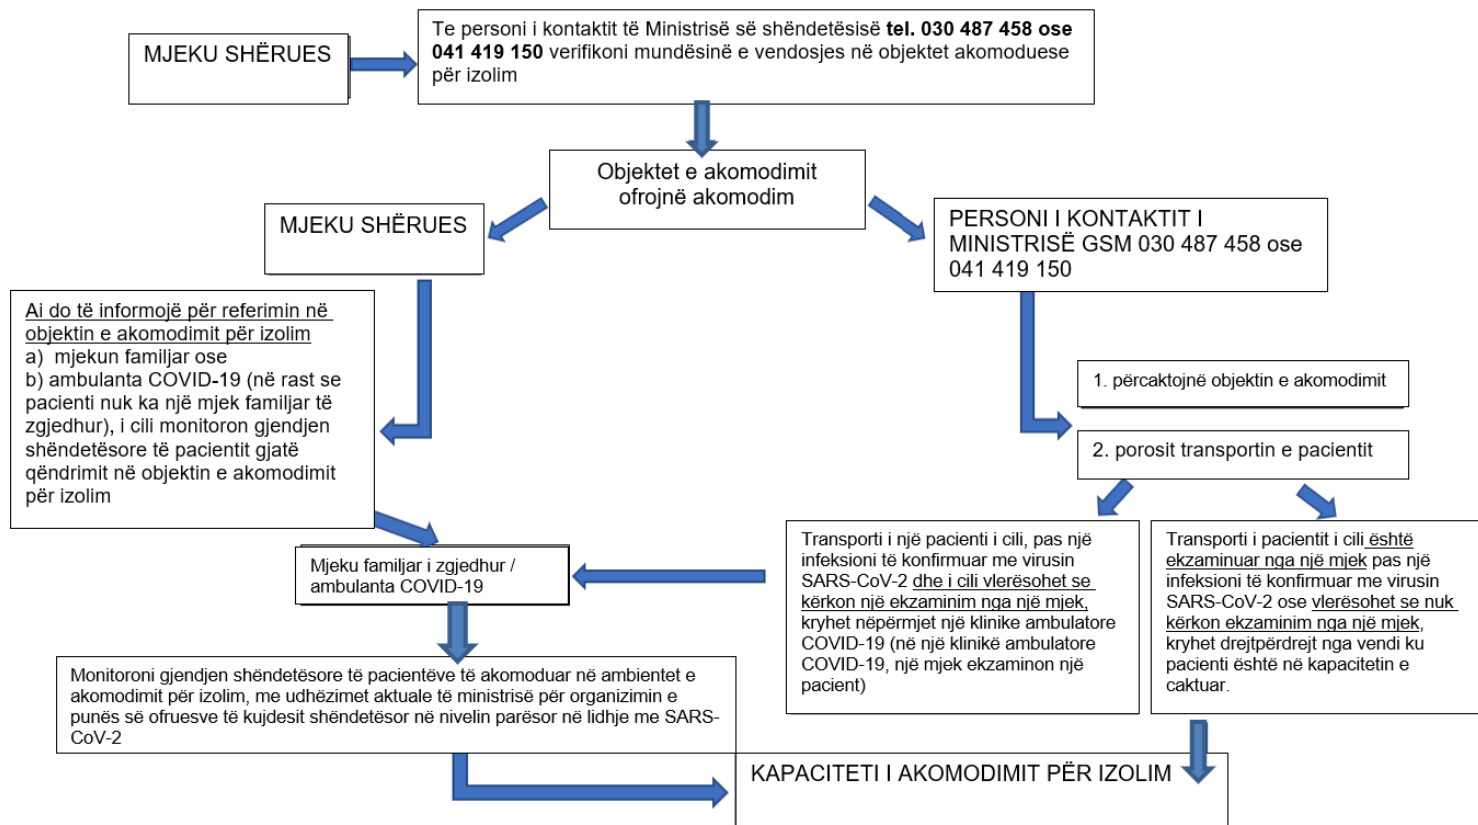 MJEKU SHËRUES
Te personi i kontaktit të Ministrisë së shëndetësisë tel. 030 487 458 ose
041 419 150 verifikoni mundësinë e vendosjes në objektet akomoduese
për izolim
Objektet e akomodimit
ofrojnë akomodim
MJEKU SHËRUES
PERSONI I KONTAKTIT I
MINISTRISË GSM 030 487 458 ose
041 419 150
Ai do të informojë për referimin në
objektin e akomodimit për izolim
a) mjekun familjar ose
b) ambulanta COVID-19 (në rast se
pacienti nuk ka një mjek familjar të
zgjedhur), i cili monitoron gjendjen
shëndetësore të pacientit gjatë
qëndrimit në objektin e akomodimit
për izolim
1. përcaktojnë objektin e akomodimit
2. porosit transportin e pacientit
Mjeku familjar i zgjedhur /
ambulanta COVID-19
Transporti i një pacienti i cili, pas një
infeksioni të konfirmuar me virusin
SARS-CoV-2 dhe i cili vlerësohet se
kërkon një ekzaminim nga një mjek,
kryhet nëpërmjet një klinike ambulatore
COVID-19 (në një klinikë ambulatore
COVID-19, një mjek ekzaminon një
pacient)
Transporti i pacientit i cili është
ekzaminuar nga një mjek pas një
infeksioni të konfirmuar me virusin
SARS-CoV-2 ose vlerësohet se nuk
kërkon ekzaminim nga një mjek,
kryhet drejtpërdrejt nga vendi ku
pacienti është në kapacitetin e
caktuar.
Monitoroni gjendjen shëndetësore të pacientëve të akomoduar në ambientet e
akomodimit për izolim, me udhëzimet aktuale të ministrisë për organizimin e
punës së ofruesve të kujdesit shëndetësor në nivelin parësor në lidhje me SARS-
CoV-2
KAPACITETI I AKOMODIMIT PËR IZOLIM